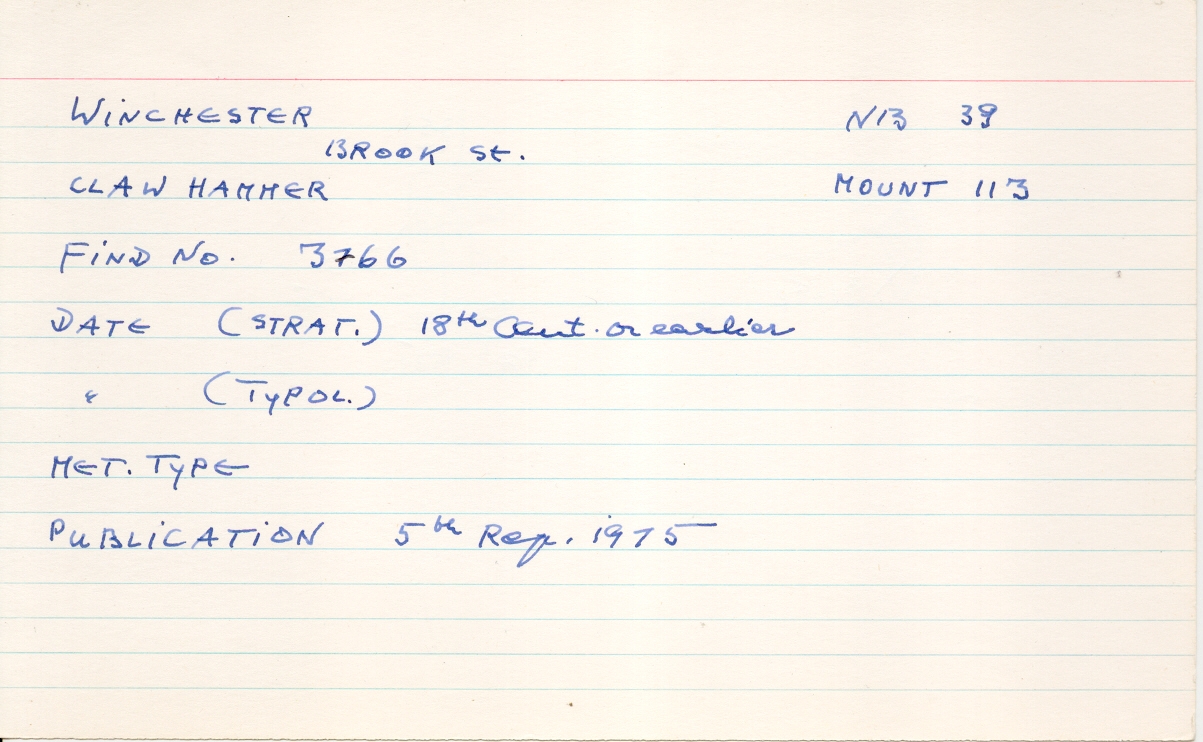 WINCHESTER N13 39
BROOK St.
CLAW HAMMER MOUNT 113
FIND No. 3766
DATE (STRAT.) 18th Cent. or earlier
" (TYPOL.)
MET. TYPE
PUBLICATION 5th Rep. 1975